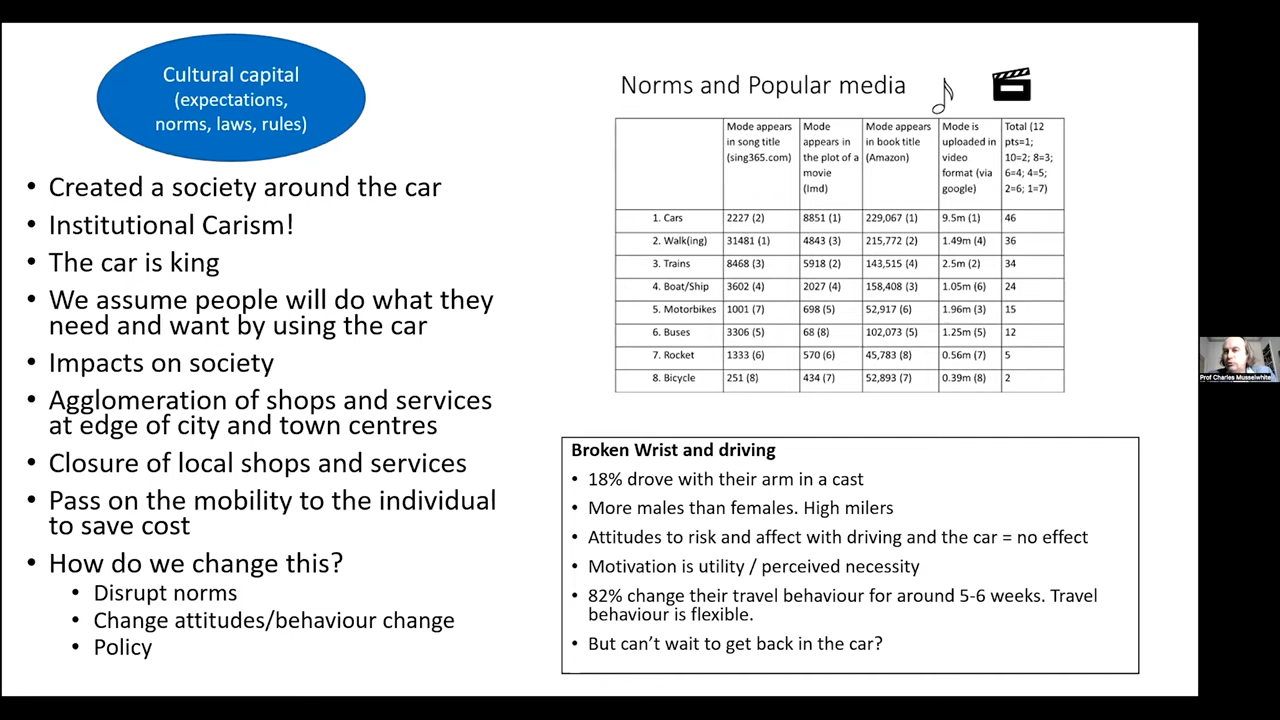 Cultural capital
(expectations,
norms, laws, rules)
• Created a society around the car
• Institutional Carism!
• The car is king
• We assume people will do what they
need and want by using the car
• Impacts on society
• Agglomeration of shops and services
at edge of city and town centres
• Closure of local shops and services
• Pass on the mobility to the individual
to save cost
• How do we change this?
• Disrupt norms
• Change attitudes/behaviour change
• Policy
Norms and Popular media
Mode appears in song title (sing365.com) Mode appears in the plot of a movie (Imd) Mode appears in book title (Amazon) Mode is uploaded in video format (via google) Total (12 pts=1; 10=2; 8=3; 6=4; 4=5; 2=6; 1=7)
1. Cars 2227 (2) 8851 (1) 229,067 (1) 9.5m (1) 46
2. Walk(ing) 31481 (1) 4843 (3) 215,772 (2) 1.49m (4) 36
3. Trains 8468 (3) 5918 (2) 143,515 (4) 2.5m (2) 34
4. Boat/Ship 3602 (4) 2027 (4) 158,408 (3) 1.05m (6) 24
5. Motorbikes 1001 (7) 698 (5) 52,917 (6) 1.96m (3) 15
6. Buses 3306 (5) 68 (8) 102,073 (5) 1.25m (5) 12
7. Rocket 1333 (6) 570 (6) 45,783 (8) 0.56m (7) 5
8. Bicycle 251 (8) 434 (7) 52,893 (7) 0.39m (8) 2
Broken Wrist and driving
• 18% drove with their arm in a cast
• More males than females. High milers
• Attitudes to risk and affect with driving and the car = no effect
• Motivation is utility / perceived necessity
• 82% change their travel behaviour for around 5-6 weeks. Travel
behaviour is flexible.
• But can't wait to get back in the car?
Prof Charles Musselwhite